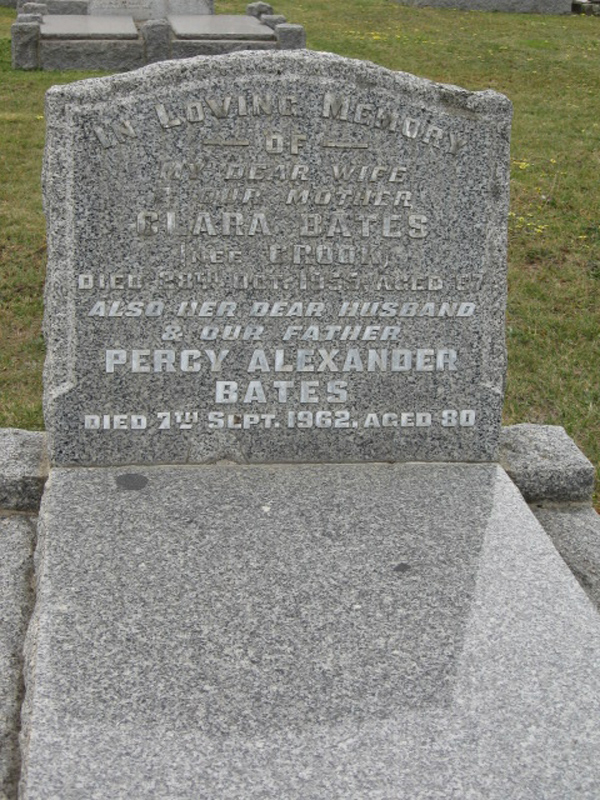 IN LOVING MEMORY
OF
MY DEAR WIFE
& OUR MOTHER
CLARA BATES
(NEE CROOK)
DIED 28TH OCT. AGED
ALSO HER DEAR HUSBAND
& OUR FATHER
PERCY ALEXANDER
BATES
DIED 7TH SEPT. 1962, AGED 80